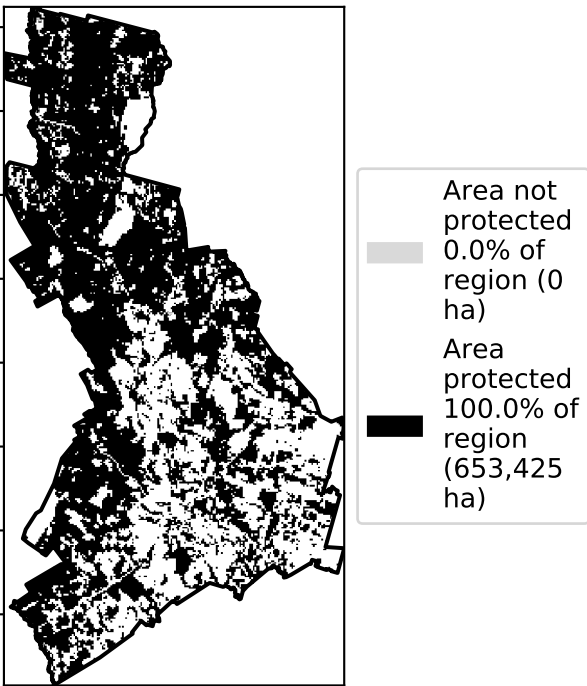 Area not
protected
0.0% of
region (0
ha)
Area
protected
100.0% of
region
(653,425
ha)